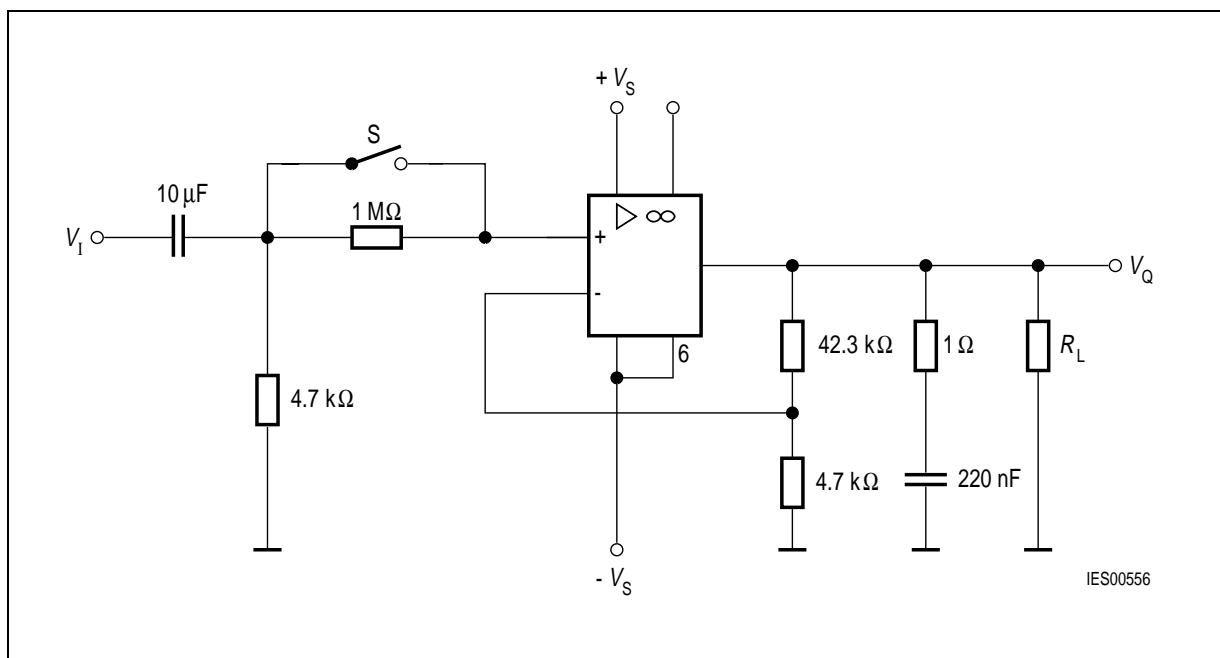 + V_S
S
10 μF
1 MΩ
V_I
+
-
▷ ∞
6
V_Q
42.3 kΩ
1 Ω
R_L
4.7 kΩ
4.7 kΩ
220 nF
- V_S
IES00556